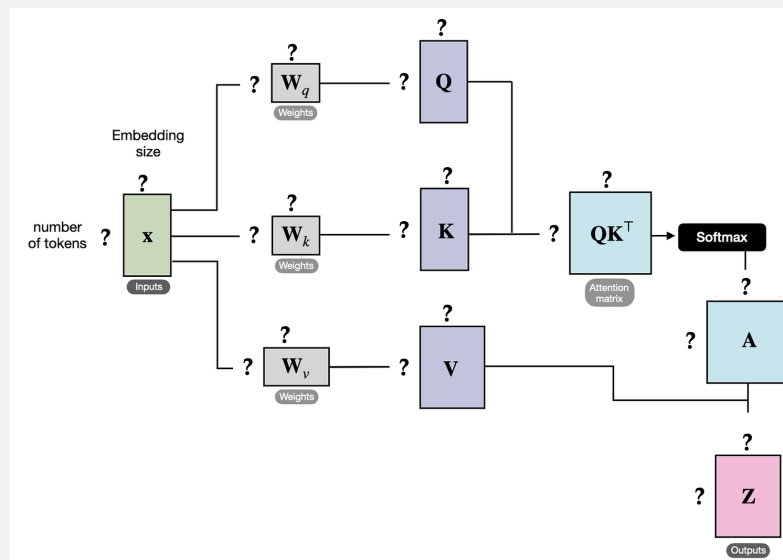 ?
?
? W_q
Weights
? Q
Embedding
size
?
number
of tokens
? x
Inputs
?
? W_k
Weights
?
? K
?
? QK^⊤
Attention
matrix
Softmax
?
? W_v
Weights
?
? V
?
? A
?
? Z
Outputs